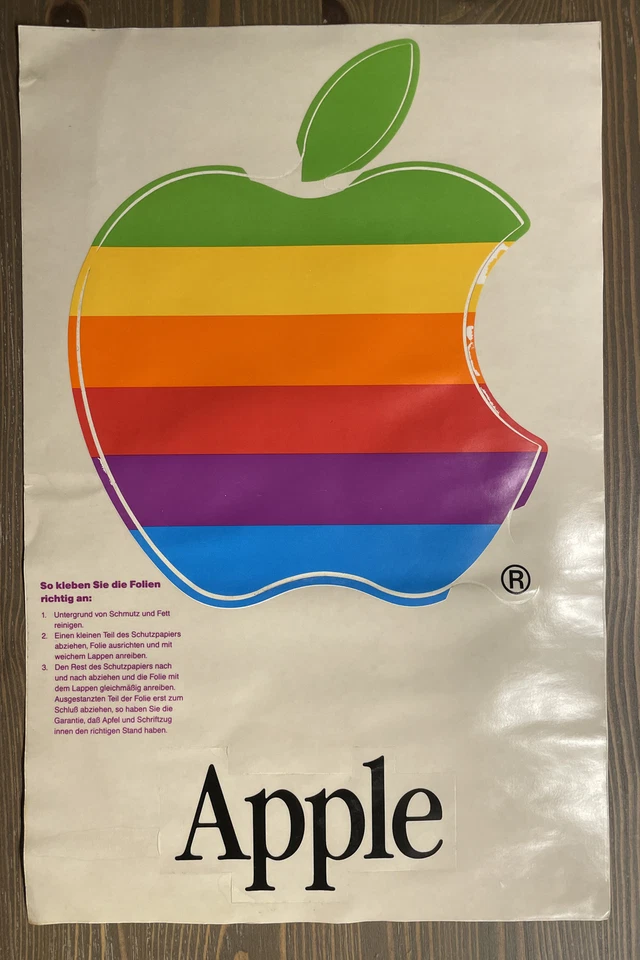 ®
So kleben Sie die Folien
richtig an:
1. Untergrund von Schmutz und Fett
reinigen.
2. Einen kleinen Teil des Schutzpapiers
abziehen, Folie ausrichten und mit
weichem Lappen anreiben.
3. Den Rest des Schutzpapiers nach
und nach abziehen und die Folie mit
dem Lappen gleichmäßig anreiben.
Ausgestanzten Teil der Folie erst zum
Schluß abziehen, so haben Sie die
Garantie, daß Apfel und Schriftzug
innen den richtigen Stand haben.
Apple